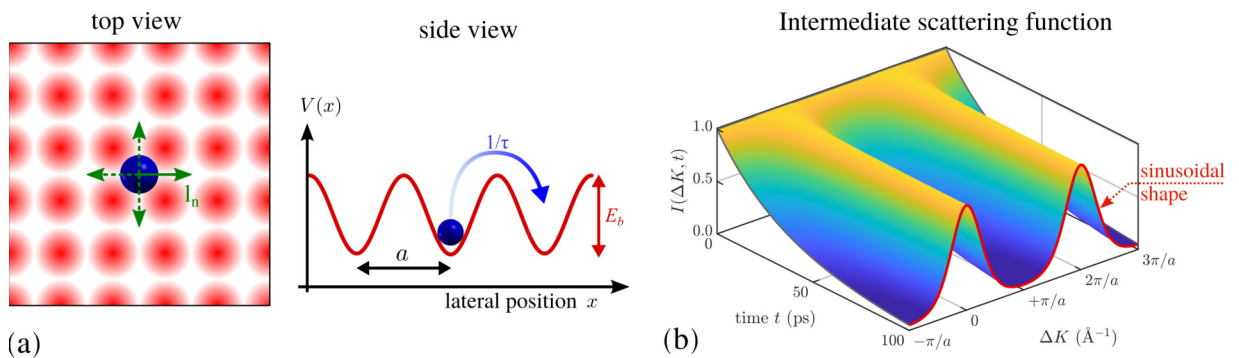 top view
side view
V(x)
1/τ
l_n
E_b
a
lateral position x
(a)
Intermediate scattering function
I(ΔK, t)
1.0
0.5
0.0
0
50
100
time t (ps)
−π/a
0
+π/a
2π/a
3π/a
ΔK (Å⁻¹)
sinusoidal
shape
(b)